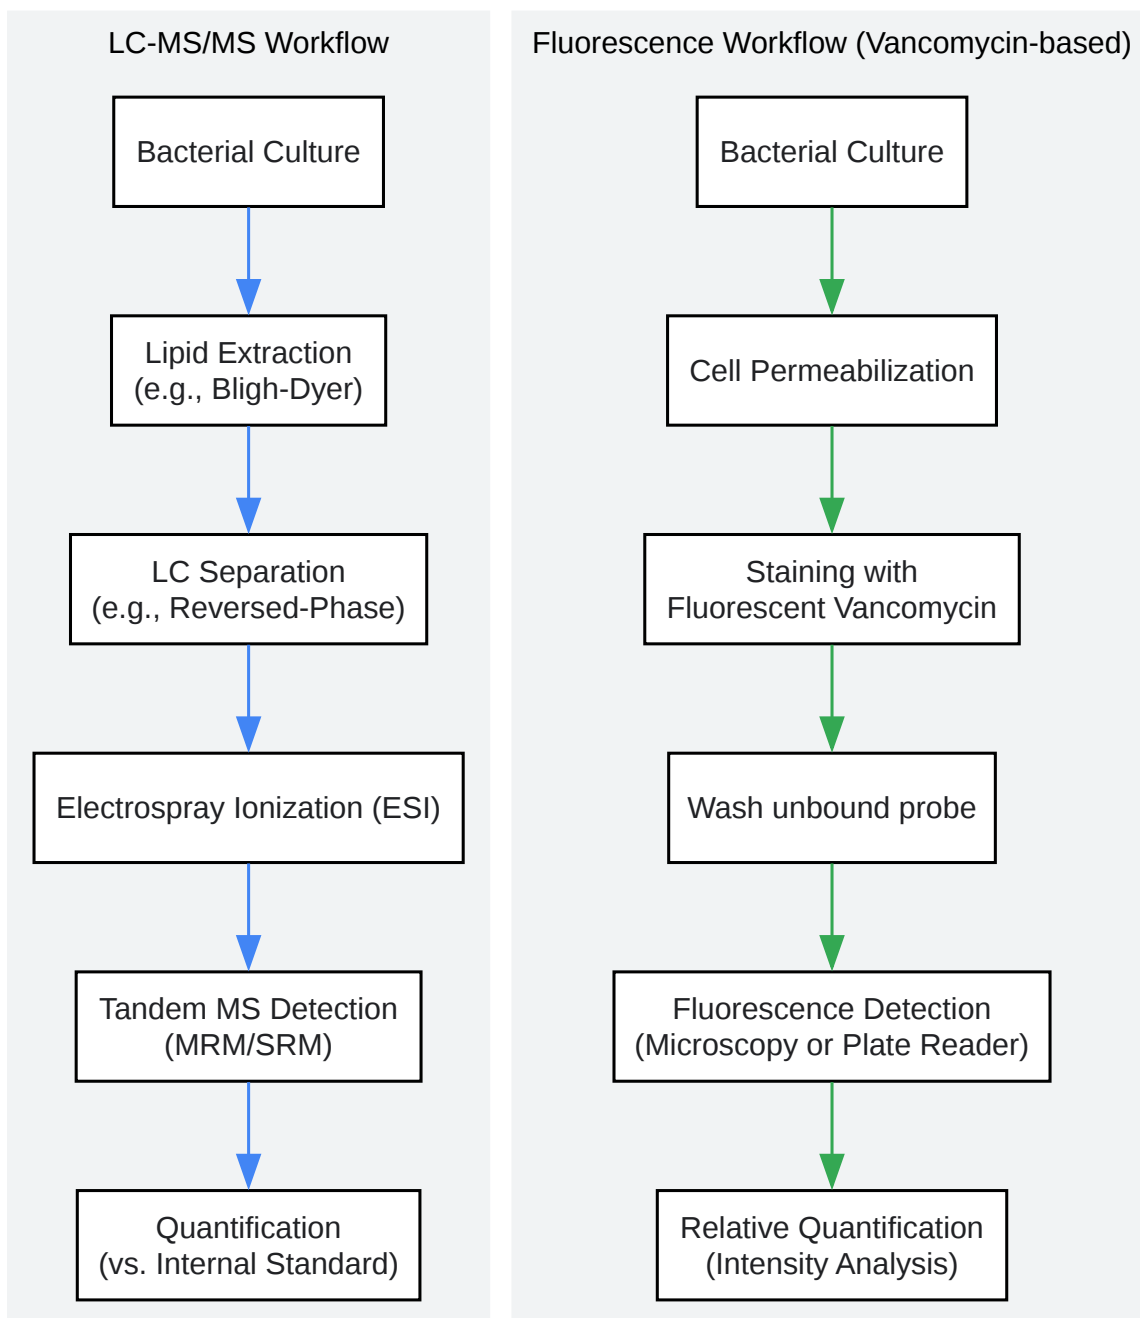 LC-MS/MS Workflow
Bacterial Culture
Lipid Extraction
(e.g., Bligh-Dyer)
LC Separation
(e.g., Reversed-Phase)
Electrospray Ionization (ESI)
Tandem MS Detection
(MRM/SRM)
Quantification
(vs. Internal Standard)
Fluorescence Workflow (Vancomycin-based)
Bacterial Culture
Cell Permeabilization
Staining with
Fluorescent Vancomycin
Wash unbound probe
Fluorescence Detection
(Microscopy or Plate Reader)
Relative Quantification
(Intensity Analysis)